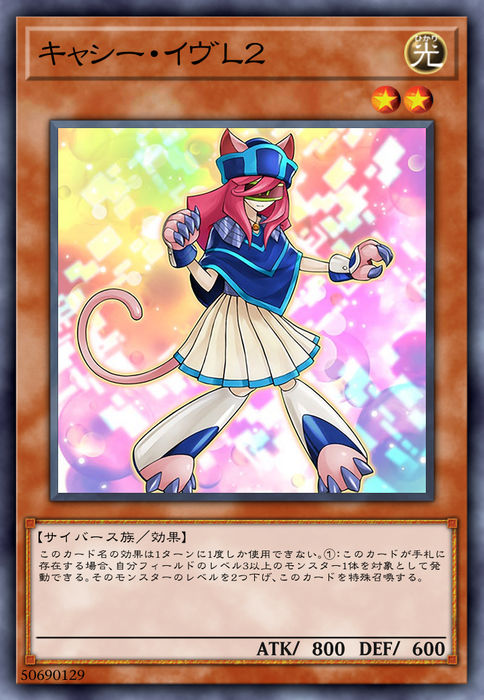 キャシー・イヴL2
光
ひかり
【サイバース族／効果】
このカード名の効果は1ターンに1度しか使用できない。①：このカードが手札に
存在する場合、自分フィールドのレベル3以上のモンスター1体を対象として発
動できる。そのモンスターのレベルを2つ下げ、このカードを特殊召喚する。
ATK/ 800 DEF/ 600
50690129